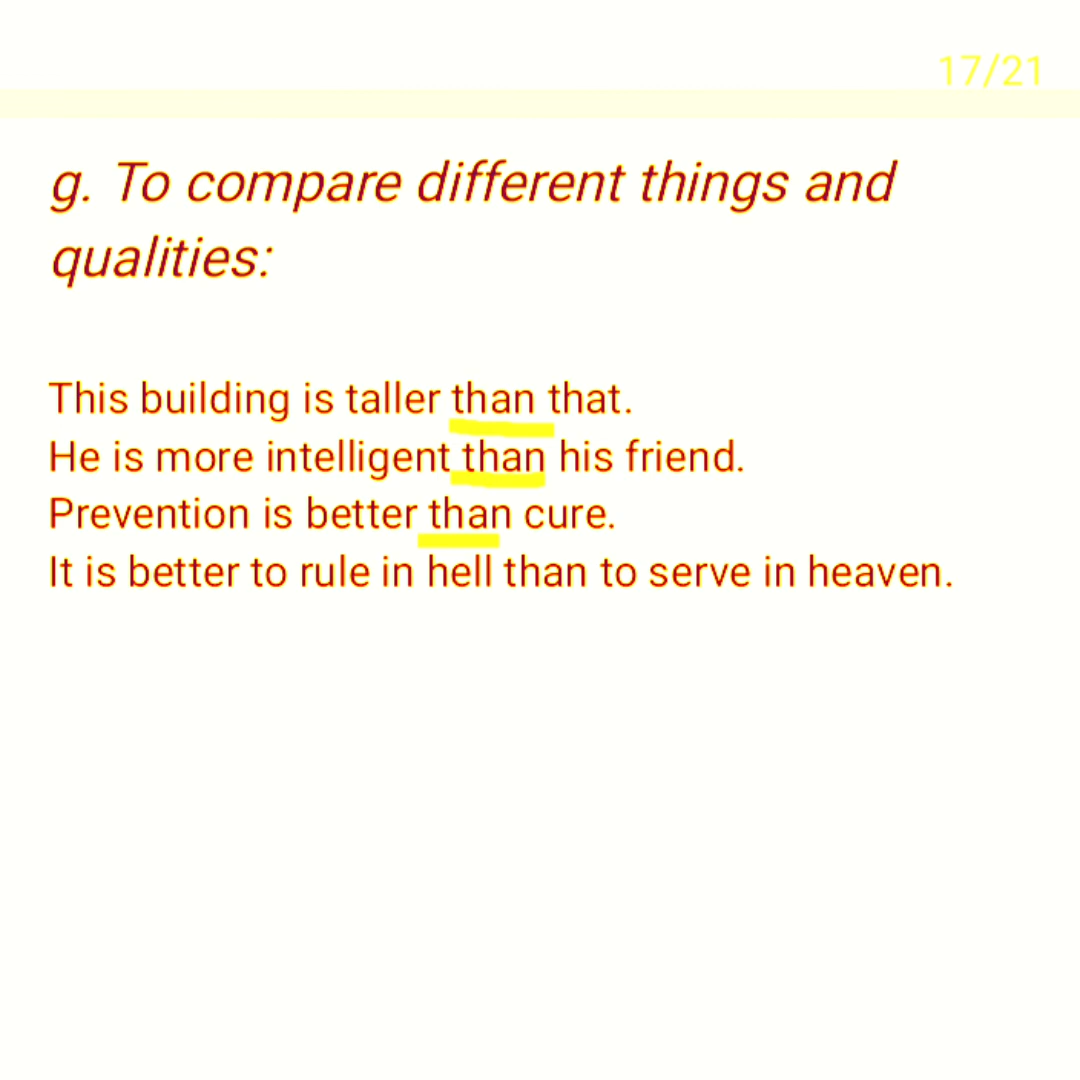 17/21
g. To compare different things and
qualities:
This building is taller than that.
He is more intelligent than his friend.
Prevention is better than cure.
It is better to rule in hell than to serve in heaven.